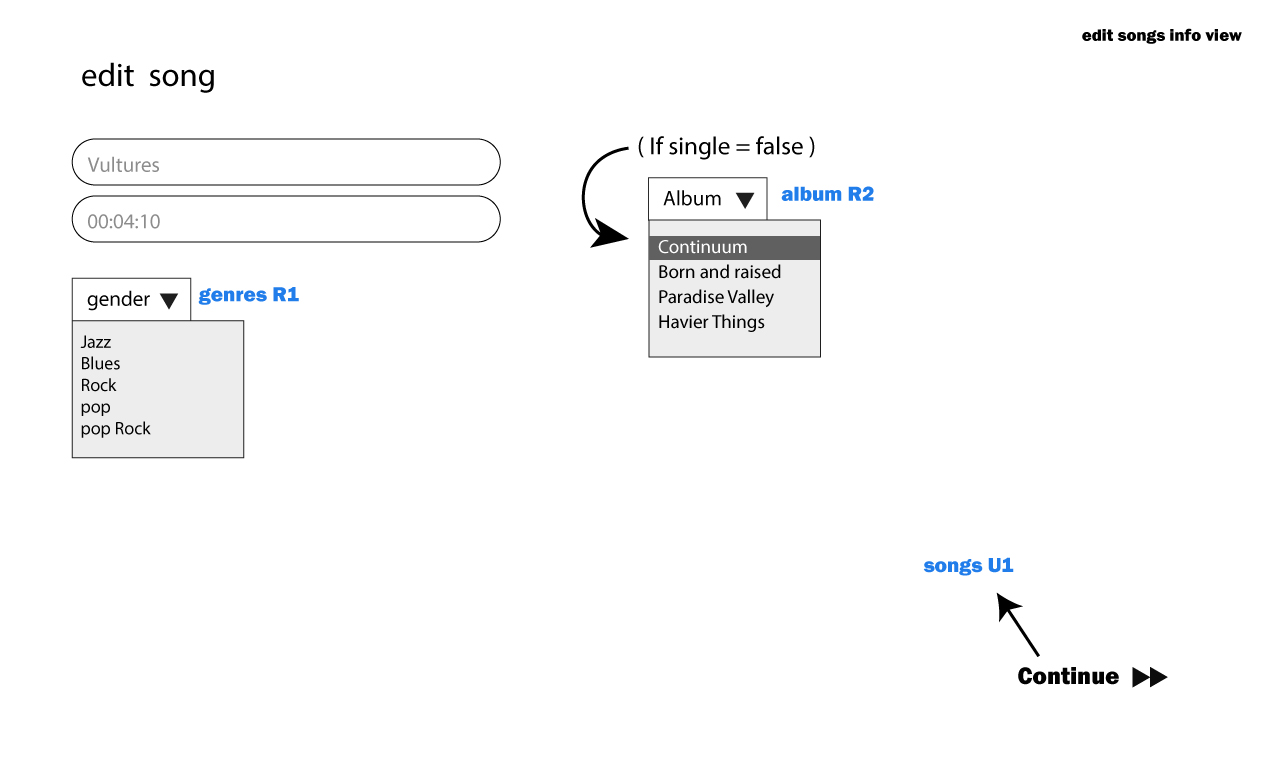 edit songs info view
edit song
Vultures
00:04:10
gender
genres R1
Jazz
Blues
Rock
pop
pop Rock
( If single = false )
Album
album R2
Continuum
Born and raised
Paradise Valley
Havier Things
songs U1
Continue